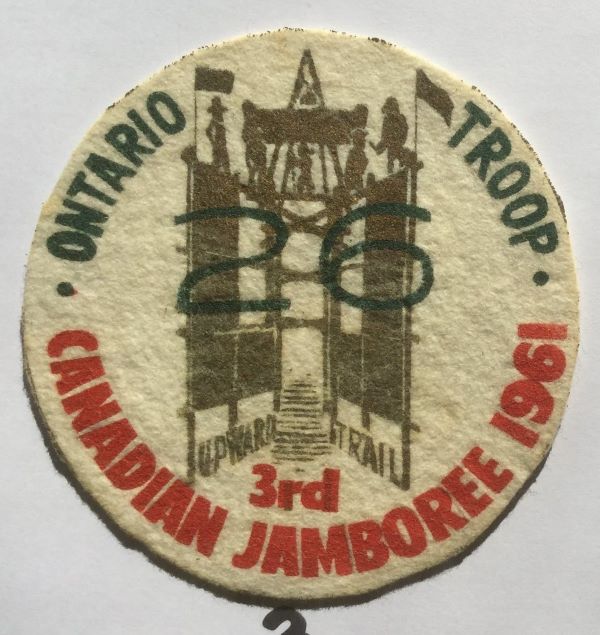 · ONTARIO TROOP ·
26
UPWARD TRAIL
3rd
CANADIAN JAMBOREE 1961